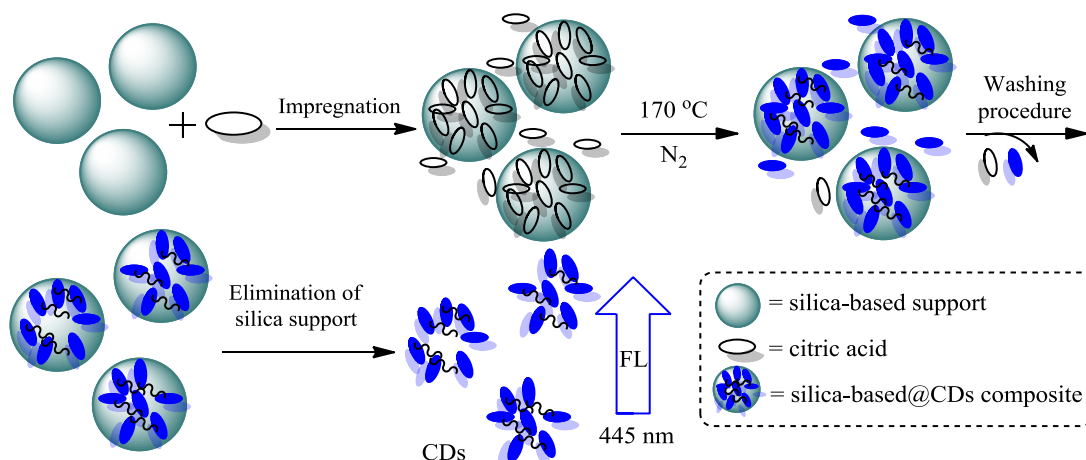 Impregnation
170 °C
N₂
Washing
procedure
Elimination of
silica support
CDs
FL
445 nm
= silica-based support
= citric acid
= silica-based@CDs composite